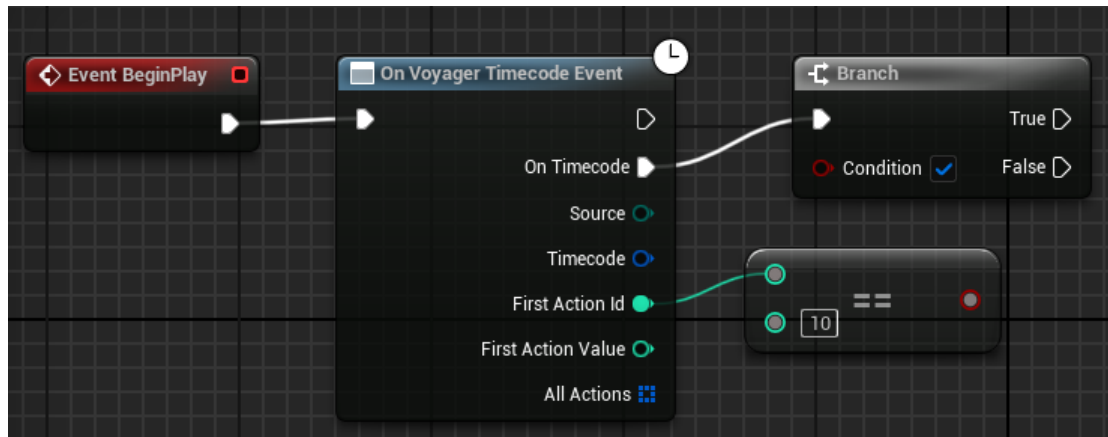 Event BeginPlay
On Voyager Timecode Event
On Timecode
Source
Timecode
First Action Id
First Action Value
All Actions
Branch
True
Condition
False
==
10